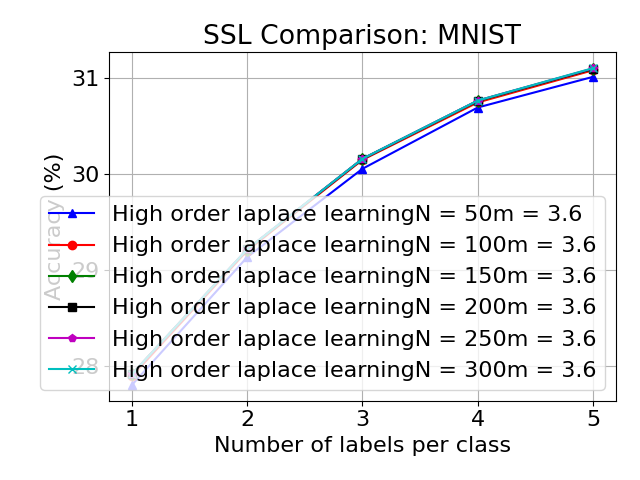 SSL Comparison: MNIST
31
30
29
28
Accuracy (%)
High order laplace learningN = 50m = 3.6
High order laplace learningN = 100m = 3.6
High order laplace learningN = 150m = 3.6
High order laplace learningN = 200m = 3.6
High order laplace learningN = 250m = 3.6
High order laplace learningN = 300m = 3.6
1 2 3 4 5
Number of labels per class